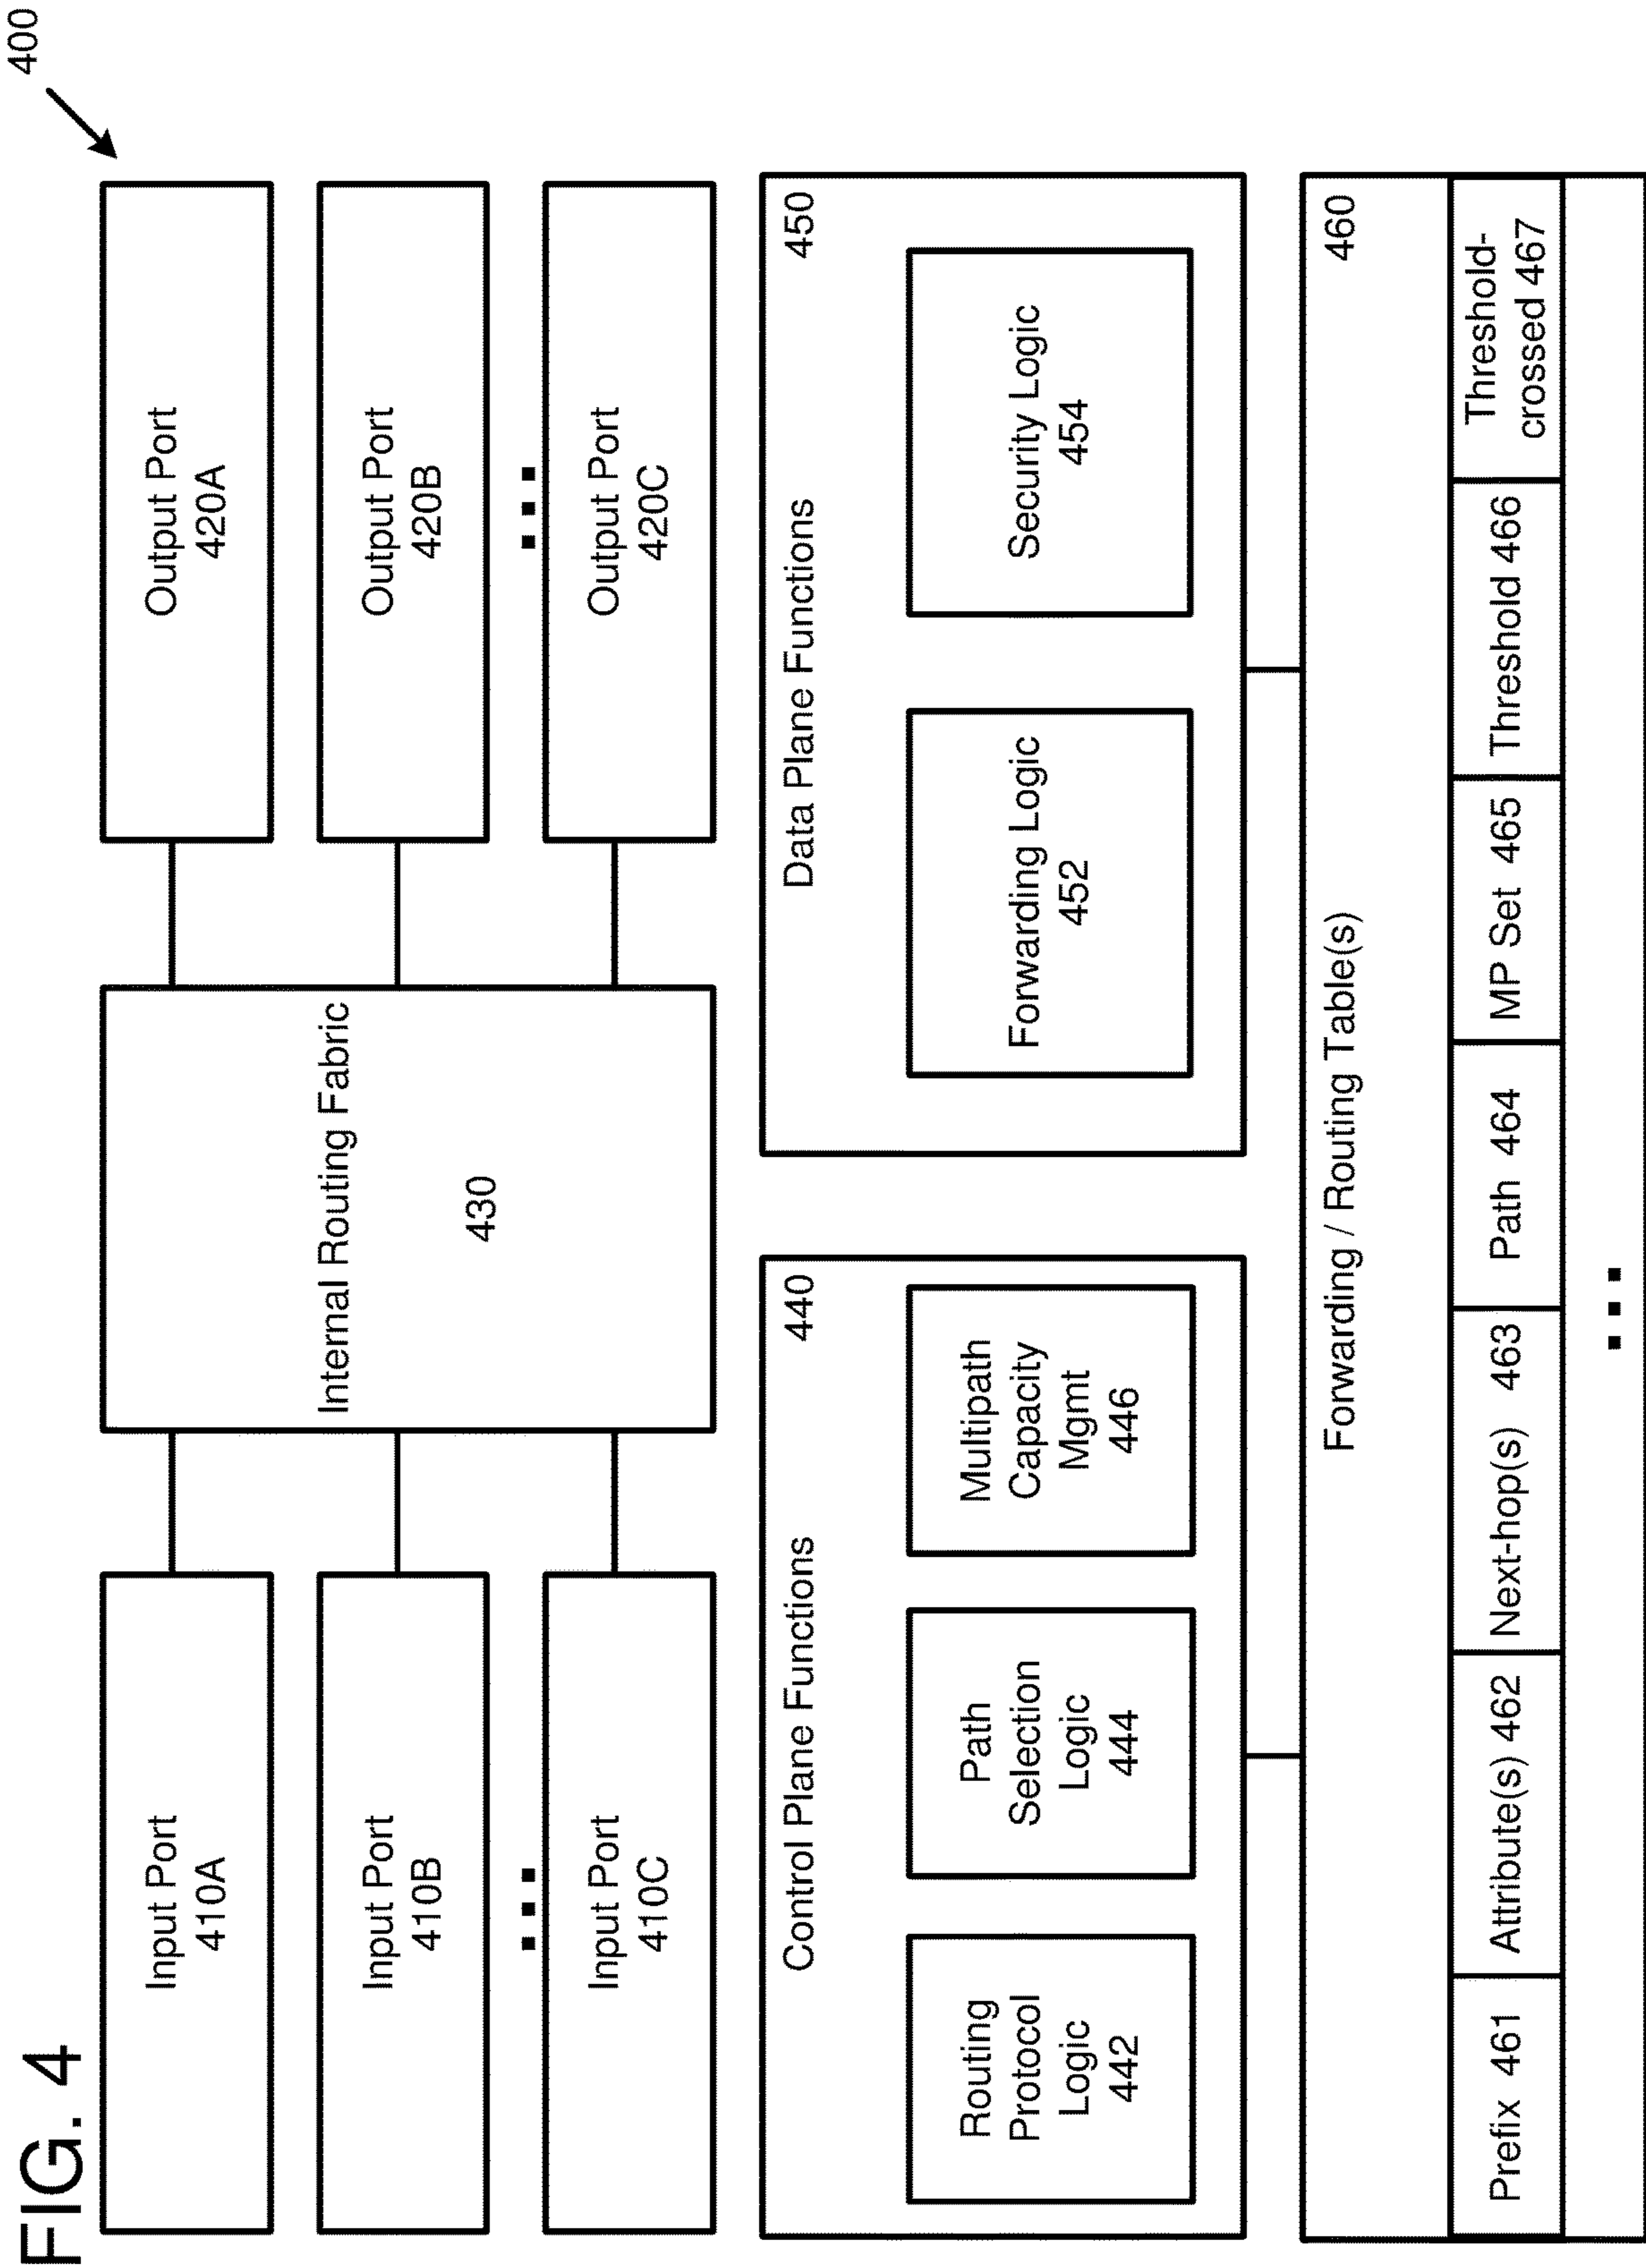 FIG. 4
400
Input Port
410A
Input Port
410B
Input Port
410C
Internal Routing Fabric
430
Output Port
420A
Output Port
420B
Output Port
420C
Control Plane Functions
440
Routing
Protocol
Logic
442
Path
Selection
Logic
444
Multipath
Capacity
Mgmt
446
Data Plane Functions
450
Forwarding Logic
452
Security Logic
454
Forwarding / Routing Table(s)
460
Prefix 461
Attribute(s) 462
Next-hop(s) 463
Path 464
MP Set 465
Threshold 466
Threshold-
crossed 467